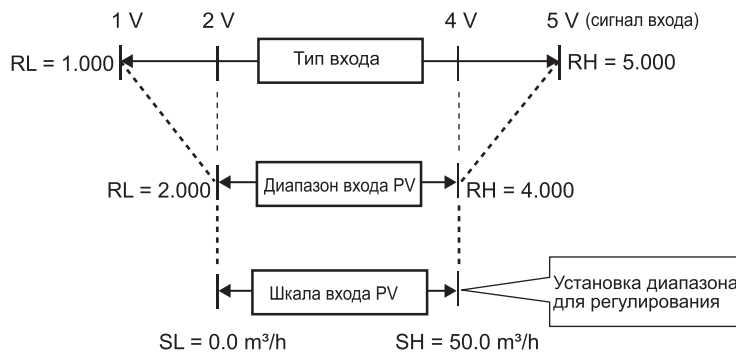 1 V 2 V 4 V 5 V (сигнал входа)
RL = 1.000 Тип входа RH = 5.000
RL = 2.000 Диапазон входа PV RH = 4.000
Шкала входа PV
Установка диапазона
для регулирования
SL = 0.0 m³/h SH = 50.0 m³/h